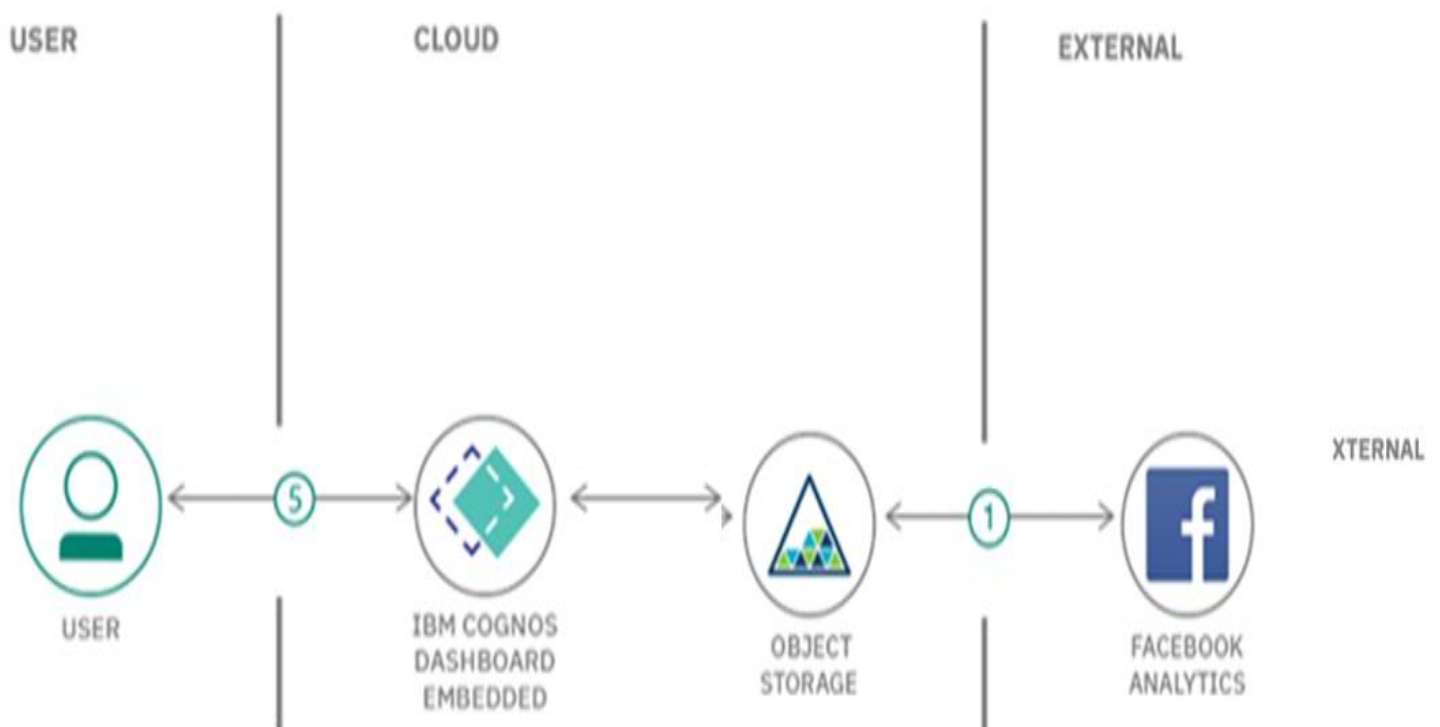 USER
CLOUD
EXTERNAL
XTERNAL
5
1
USER
IBM COGNOS
DASHBOARD
EMBEDDED
OBJECT
STORAGE
FACEBOOK
ANALYTICS